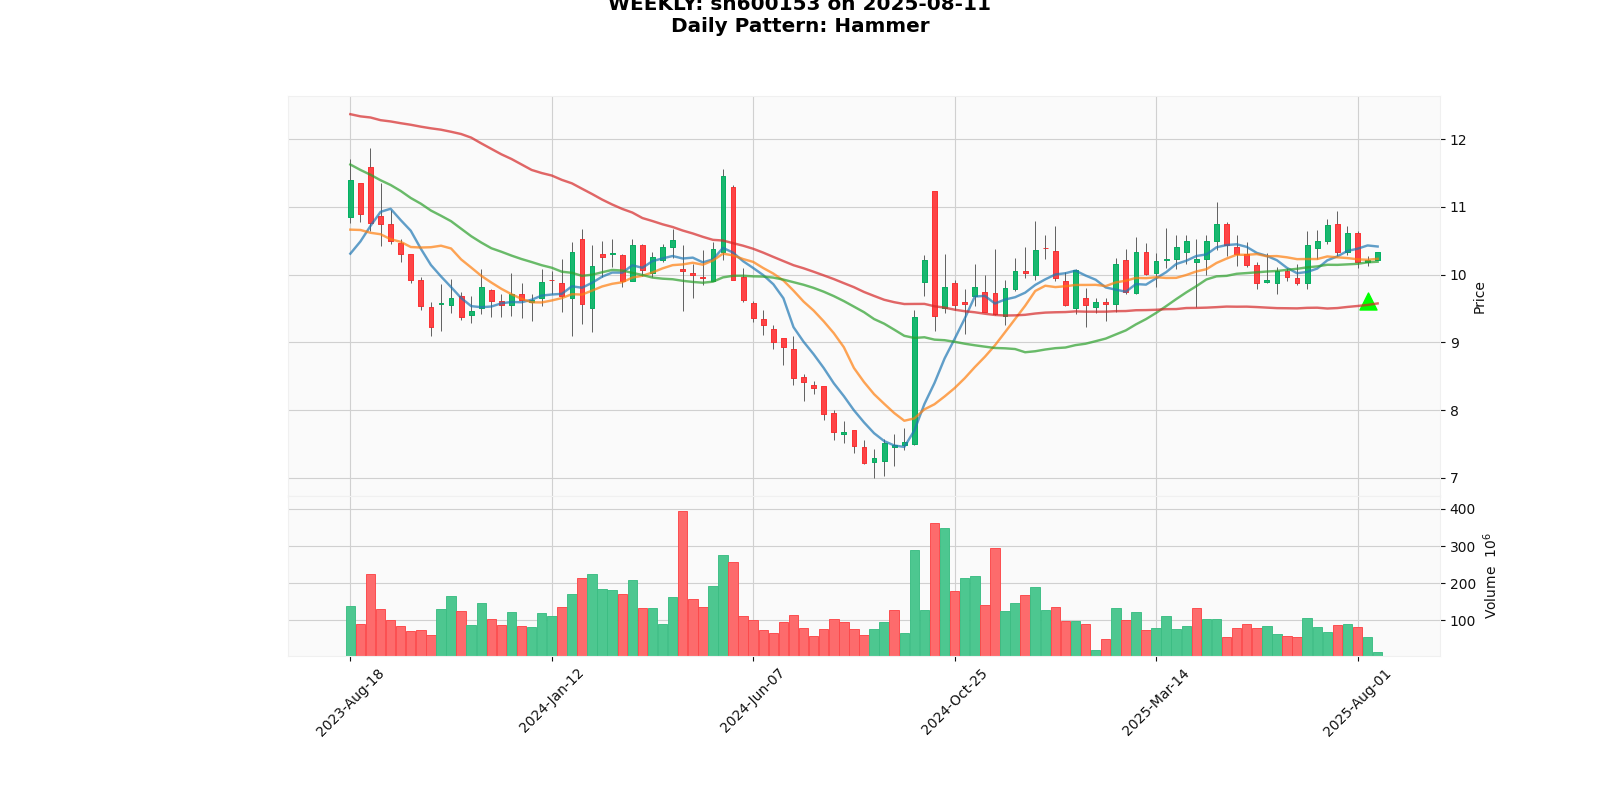 WEEKLY: sh600153 on 2025-08-11
Daily Pattern: Hammer
12
11
10
9
8
7
Price
400
300
200
100
Volume 10^6
2023-Aug-18
2024-Jan-12
2024-Jun-07
2024-Oct-25
2025-Mar-14
2025-Aug-01